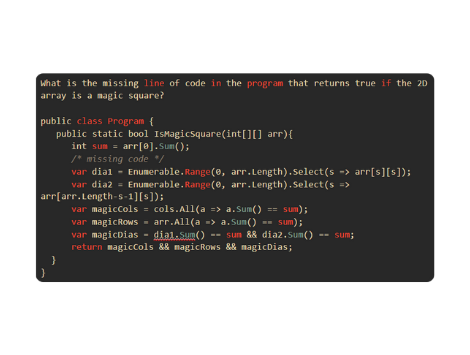 What is the missing line of code in the program that returns true if the 2D
array is a magic square?
public class Program {
public static bool IsMagicSquare(int[][] arr){
int sum = arr[0].Sum();
/* missing code */
var dia1 = Enumerable.Range(0, arr.Length).Select(s => arr[s][s]);
var dia2 = Enumerable.Range(0, arr.Length).Select(s =>
arr[arr.Length-s-1][s]);
var magicCols = cols.All(a => a.Sum() == sum);
var magicRows = arr.All(a => a.Sum() == sum);
var magicDias = dia1.Sum() == sum && dia2.Sum() == sum;
return magicCols && magicRows && magicDias;
}
}